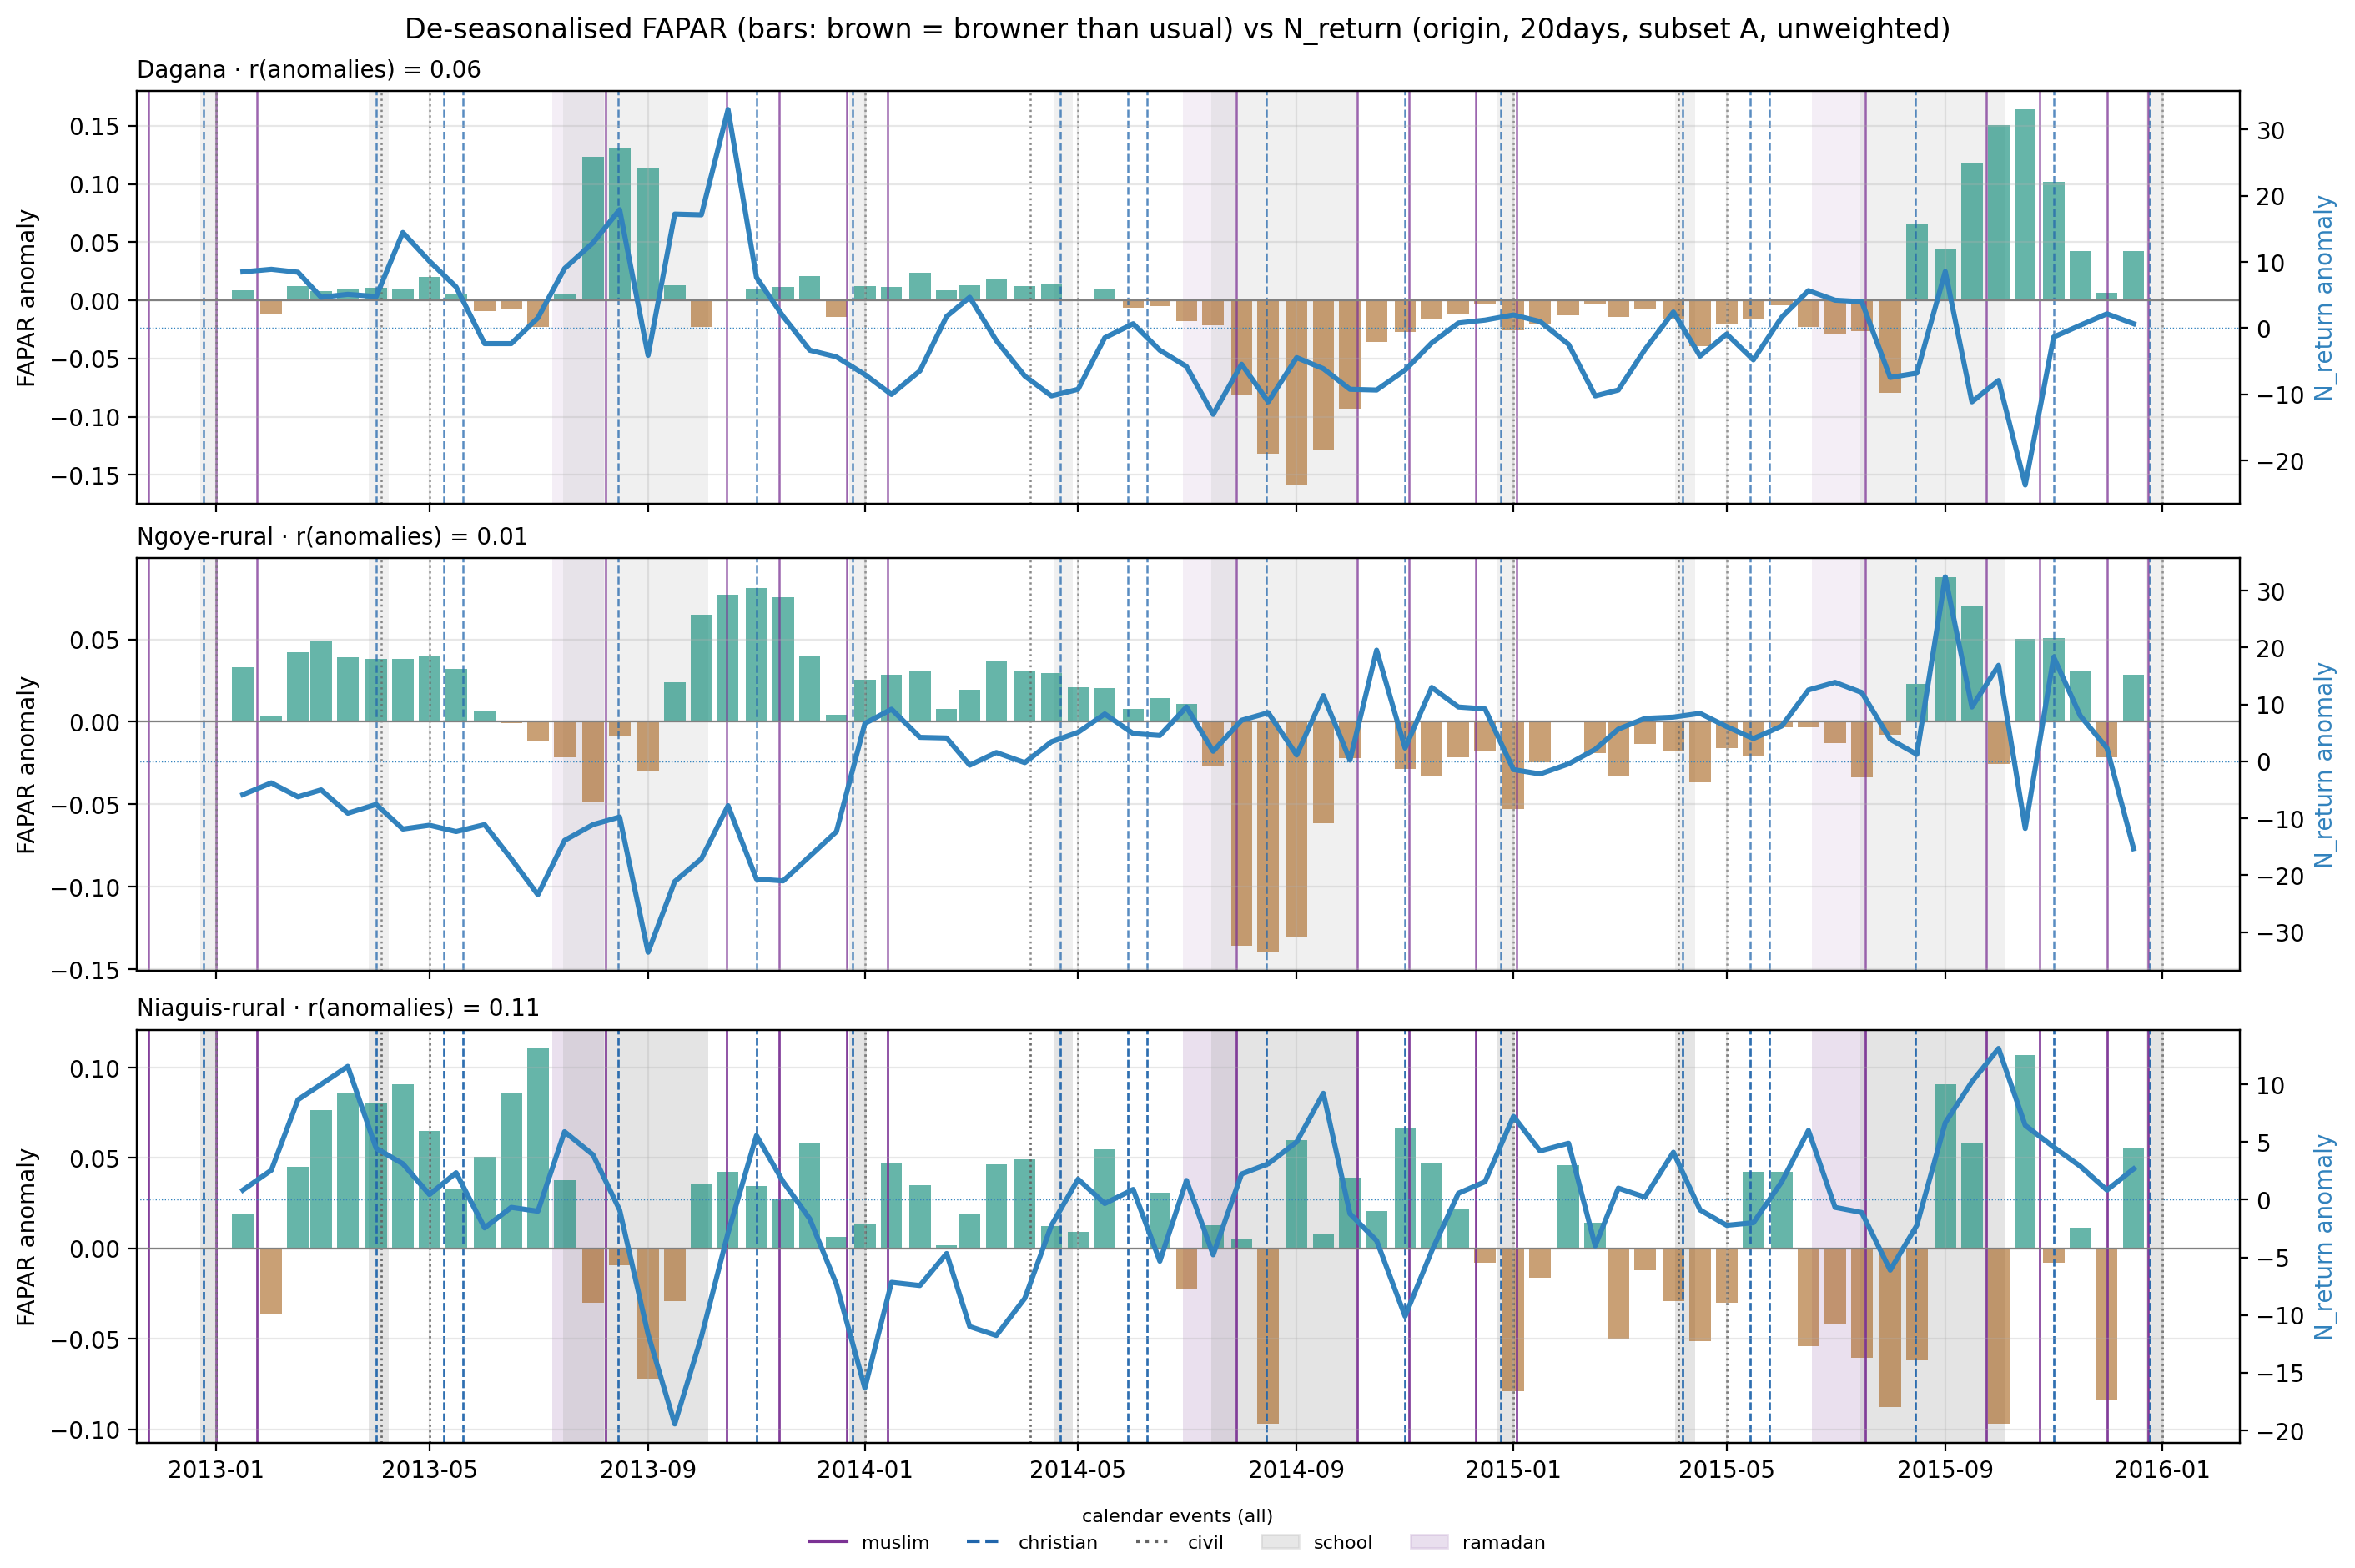 De-seasonalised FAPAR (bars: brown = browner than usual) vs N_return (origin, 20days, subset A, unweighted)
Dagana · r(anomalies) = 0.06
FAPAR anomaly
0.15
0.10
0.05
0.00
−0.05
−0.10
−0.15
30
20
10
0
−10
−20
N_return anomaly
Ngoye-rural · r(anomalies) = 0.01
FAPAR anomaly
0.05
0.00
−0.05
−0.10
−0.15
30
20
10
0
−10
−20
−30
N_return anomaly
Niaguis-rural · r(anomalies) = 0.11
FAPAR anomaly
0.10
0.05
0.00
−0.05
−0.10
10
5
0
−5
−10
−15
−20
N_return anomaly
2013-01 2013-05 2013-09 2014-01 2014-05 2014-09 2015-01 2015-05 2015-09 2016-01
calendar events (all)
muslim christian civil school ramadan